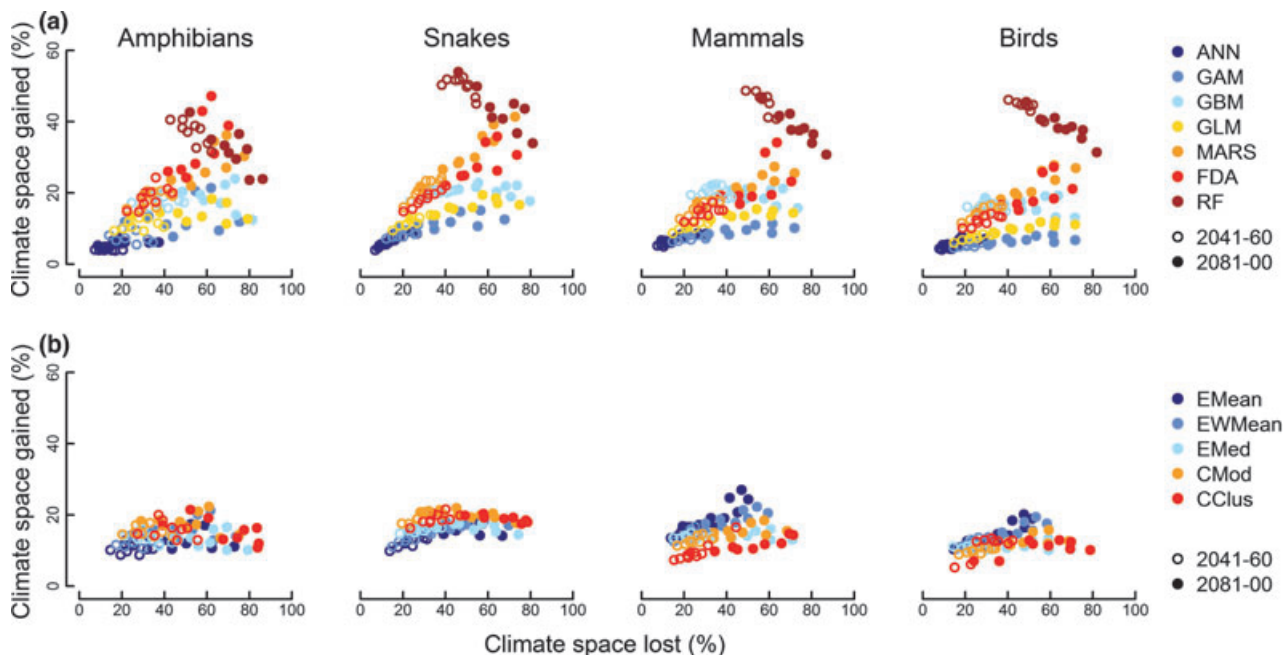 (a)
Amphibians Snakes Mammals Birds
Climate space gained (%)
60
40
20
0
0 20 40 60 80 100 0 20 40 60 80 100 0 20 40 60 80 100 0 20 40 60 80 100
ANN
GAM
GBM
GLM
MARS
FDA
RF
2041-60
2081-00
(b)
Climate space gained (%)
60
40
20
0
0 20 40 60 80 100 0 20 40 60 80 100 0 20 40 60 80 100 0 20 40 60 80 100
EMean
EWMean
EMed
CMod
CClus
2041-60
2081-00
Climate space lost (%)